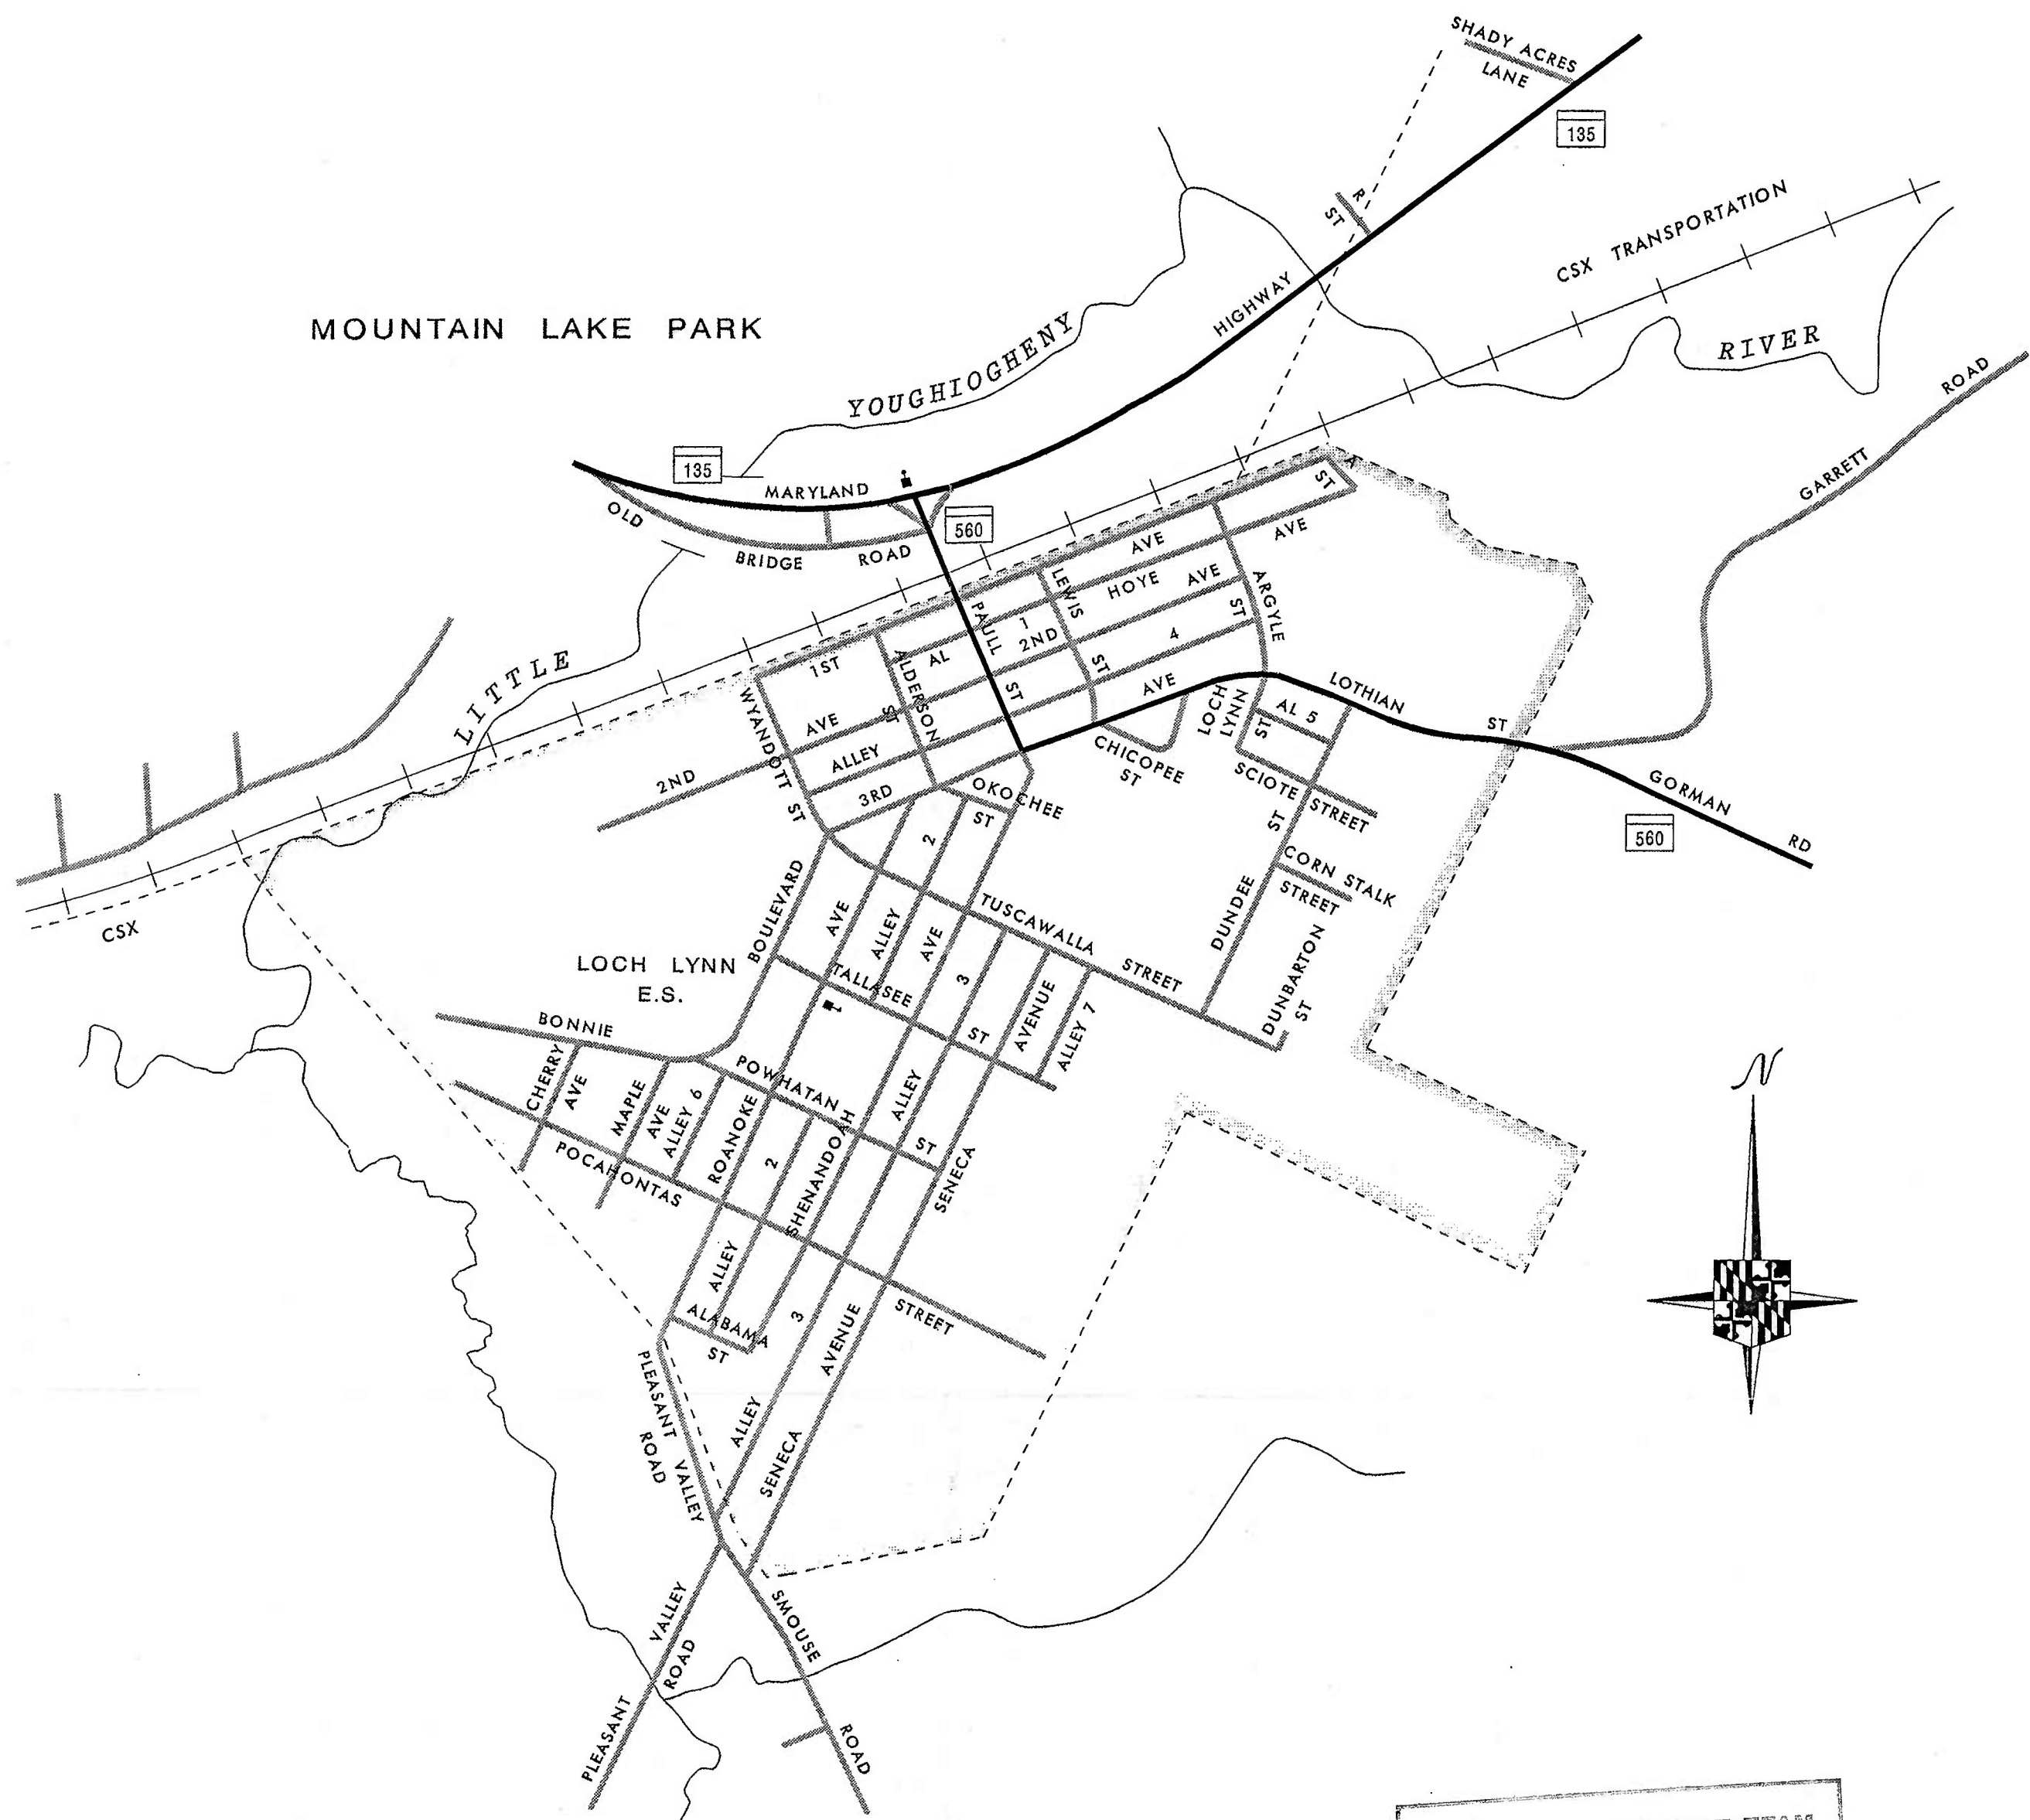 SHADY ACRES
LANE
135
R
ST
CSX TRANSPORTATION
HIGHWAY
MOUNTAIN LAKE PARK
YOUGHIOGHENY
RIVER
ROAD
GARRETT
135
MARYLAND
OLD
BRIDGE ROAD
560
A
ST
AVE
AVE
LEWIS
ST
HOYE AVE
ARGYLE
ST
PAULL
ST
1
2ND
4
AL
1ST
ALDERSON
ST
LITTLE
WYANDOTT ST
AVE
ALLEY
2ND
3RD
AVE
LOCH
LYNN
ST
AL 5
LOTHIAN
ST
CHICOPEE
ST
SCIOTE STREET
GORMAN
RD
560
OKOCHEE
ST
2
ST
CORN STALK
STREET
DUNDEE
BOULEVARD
AVE
ALLEY
AVE
TUSCAWALLA
STREET
CSX
LOCH LYNN
E.S.
TALLASEE
ST
3
AVENUE
ALLEY 7
DUNBARTON
ST
BONNIE
CHERRY
AVE
MAPLE
AVE
ALLEY 6
POWHATAN
ST
ROANOKE
2
SHENANDOAH
ALLEY
SENECA
POCAHONTAS
STREET
N
ALLEY
ALABAMA
ST
3
AVENUE
PLEASANT VALLEY
ROAD
ALLEY
SENECA
VALLEY
ROAD
PLEASANT
SMOUSE
ROAD